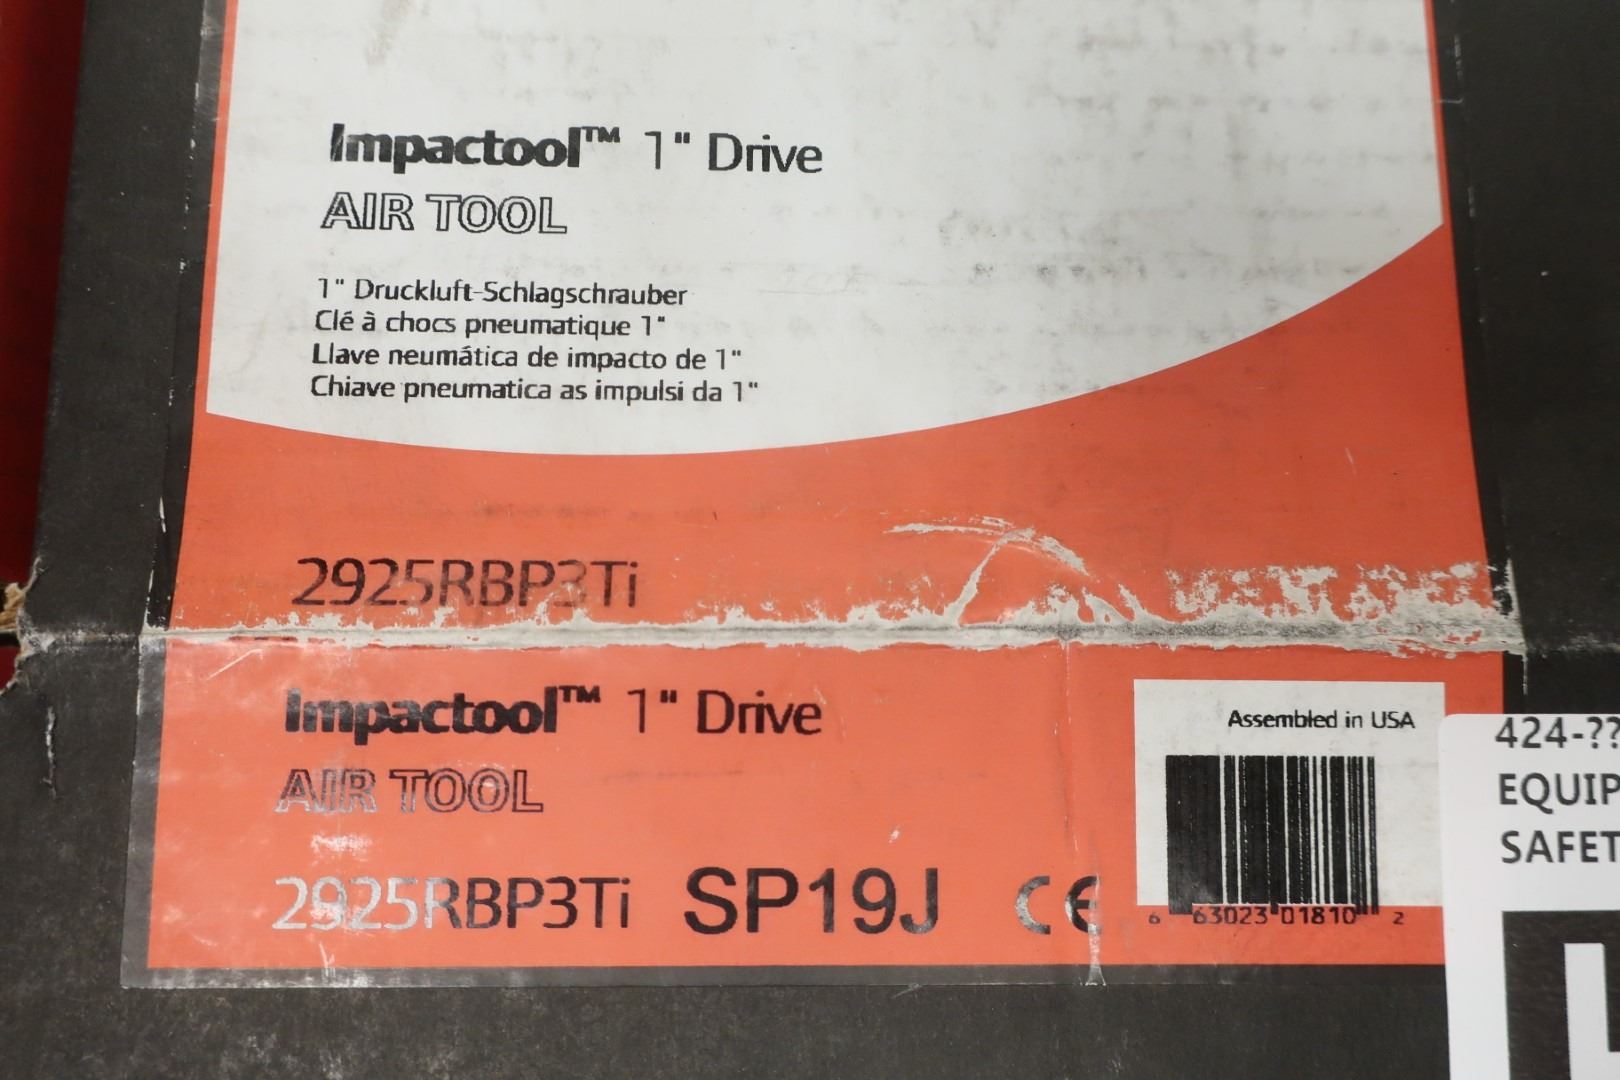 Impactool™ 1" Drive
AIR TOOL
1" Druckluft-Schlagschrauber
Clé à chocs pneumatique 1"
Llave neumática de impacto de 1"
Chiave pneumatica as impulsi da 1"
2925RBP3Ti
Impactool™ 1" Drive
AIR TOOL
2925RBP3Ti SP19J CE
Assembled in USA
6 63023 01810 2
424-??
EQUIP
SAFET